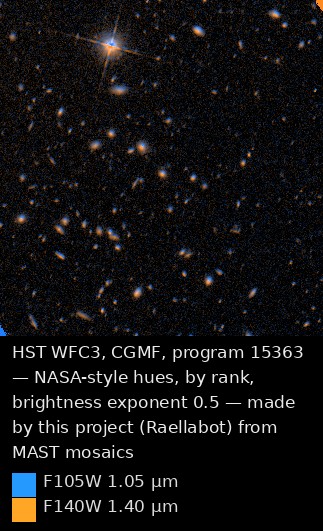 HST WFC3, CGMF, program 15363
— NASA-style hues, by rank,
brightness exponent 0.5 — made
by this project (Raellabot) from
MAST mosaics
F105W 1.05 μm
F140W 1.40 μm